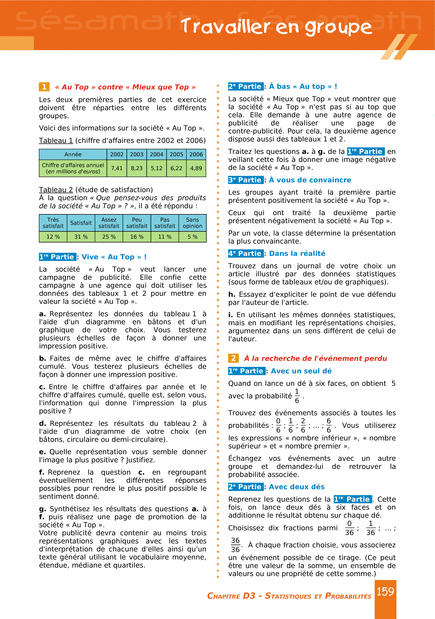 Sésamath
Sésamath
Travailler en groupe
1 « Au Top » contre « Mieux que Top »
Les deux premières parties de cet exercice
doivent être réparties entre les différents
groupes.
Voici des informations sur la société « Au Top ».
Tableau 1 (chiffre d'affaires entre 2002 et 2006)
Année 2002 2003 2004 2005 2006
Chiffre d'affaires annuel
(en millions d'euros) 7,41 8,23 5,12 6,22 4,89
Tableau 2 (étude de satisfaction)
À la question « Que pensez-vous des produits
de la société « Au Top » ? », il a été répondu :
Très
satisfait Satisfait Assez
satisfait Peu
satisfait Pas
satisfait Sans
opinion
12 % 31 % 25 % 16 % 11 % 5 %
1re Partie : Vive « Au Top » !
La société « Au Top » veut lancer une
campagne de publicité. Elle confie cette
campagne à une agence qui doit utiliser les
données des tableaux 1 et 2 pour mettre en
valeur la société « Au Top ».
a. Représentez les données du tableau 1 à
l'aide d'un diagramme en bâtons et d'un
graphique de votre choix. Vous testerez
plusieurs échelles de façon à donner une
impression positive.
b. Faites de même avec le chiffre d'affaires
cumulé. Vous testerez plusieurs échelles de
façon à donner une impression positive.
c. Entre le chiffre d'affaires par année et le
chiffre d'affaires cumulé, quelle est, selon vous,
l'information qui donne l'impression la plus
positive ?
d. Représentez les résultats du tableau 2 à
l'aide d'un diagramme de votre choix (en
bâtons, circulaire ou demi-circulaire).
e. Quelle représentation vous semble donner
l'image la plus positive ? Justifiez.
f. Reprenez la question c. en regroupant
éventuellement les différentes réponses
possibles pour rendre le plus positif possible le
sentiment donné.
g. Synthétisez les résultats des questions a. à
f. puis réalisez une page de promotion de la
société « Au Top ».
Votre publicité devra contenir au moins trois
représentations graphiques avec les textes
d'interprétation de chacune d'elles ainsi qu'un
texte général utilisant le vocabulaire moyenne,
étendue, médiane et quartiles.
2e Partie : À bas « Au top » !
La société « Mieux que Top » veut montrer que
la société « Au Top » n'est pas si au top que
cela. Elle demande à une autre agence de
publicité de réaliser une page de
contre-publicité. Pour cela, la deuxième agence
dispose aussi des tableaux 1 et 2.
Traitez les questions a. à g. de la 1re Partie en
veillant cette fois à donner une image négative
de la société « Au Top ».
3e Partie : À vous de convaincre
Les groupes ayant traité la première partie
présentent positivement la société « Au Top ».
Ceux qui ont traité la deuxième partie
présentent négativement la société « Au Top ».
Par un vote, la classe détermine la présentation
la plus convaincante.
4e Partie : Dans la réalité
Trouvez dans un journal de votre choix un
article illustré par des données statistiques
(sous forme de tableaux et/ou de graphiques).
h. Essayez d'expliciter le point de vue défendu
par l'auteur de l'article.
i. En utilisant les mêmes données statistiques,
mais en modifiant les représentations choisies,
argumentez dans un sens différent de celui de
l'auteur.
2 À la recherche de l'événement perdu
1re Partie : Avec un seul dé
Quand on lance un dé à six faces, on obtient 5
avec la probabilité 1/6 .
Trouvez des événements associés à toutes les
probabilités : 0/6 ; 1/6 ; 2/6 ; ... ; 6/6 . Vous utiliserez
les expressions « nombre inférieur », « nombre
supérieur » et « nombre premier ».
Échangez vos événements avec un autre
groupe et demandez-lui de retrouver la
probabilité associée.
2e Partie : Avec deux dés
Reprenez les questions de la 1re Partie . Cette
fois, on lance deux dés à six faces et on
additionne le résultat obtenu sur chaque dé.
Choisissez dix fractions parmi 0/36 ; 1/36 ; ... ;
36/36 . À chaque fraction choisie, vous associerez
un événement possible de ce tirage. (Ce peut
être une valeur de la somme, un ensemble de
valeurs ou une propriété de cette somme.)
Chapitre D3 - Statistiques et Probabilités 159